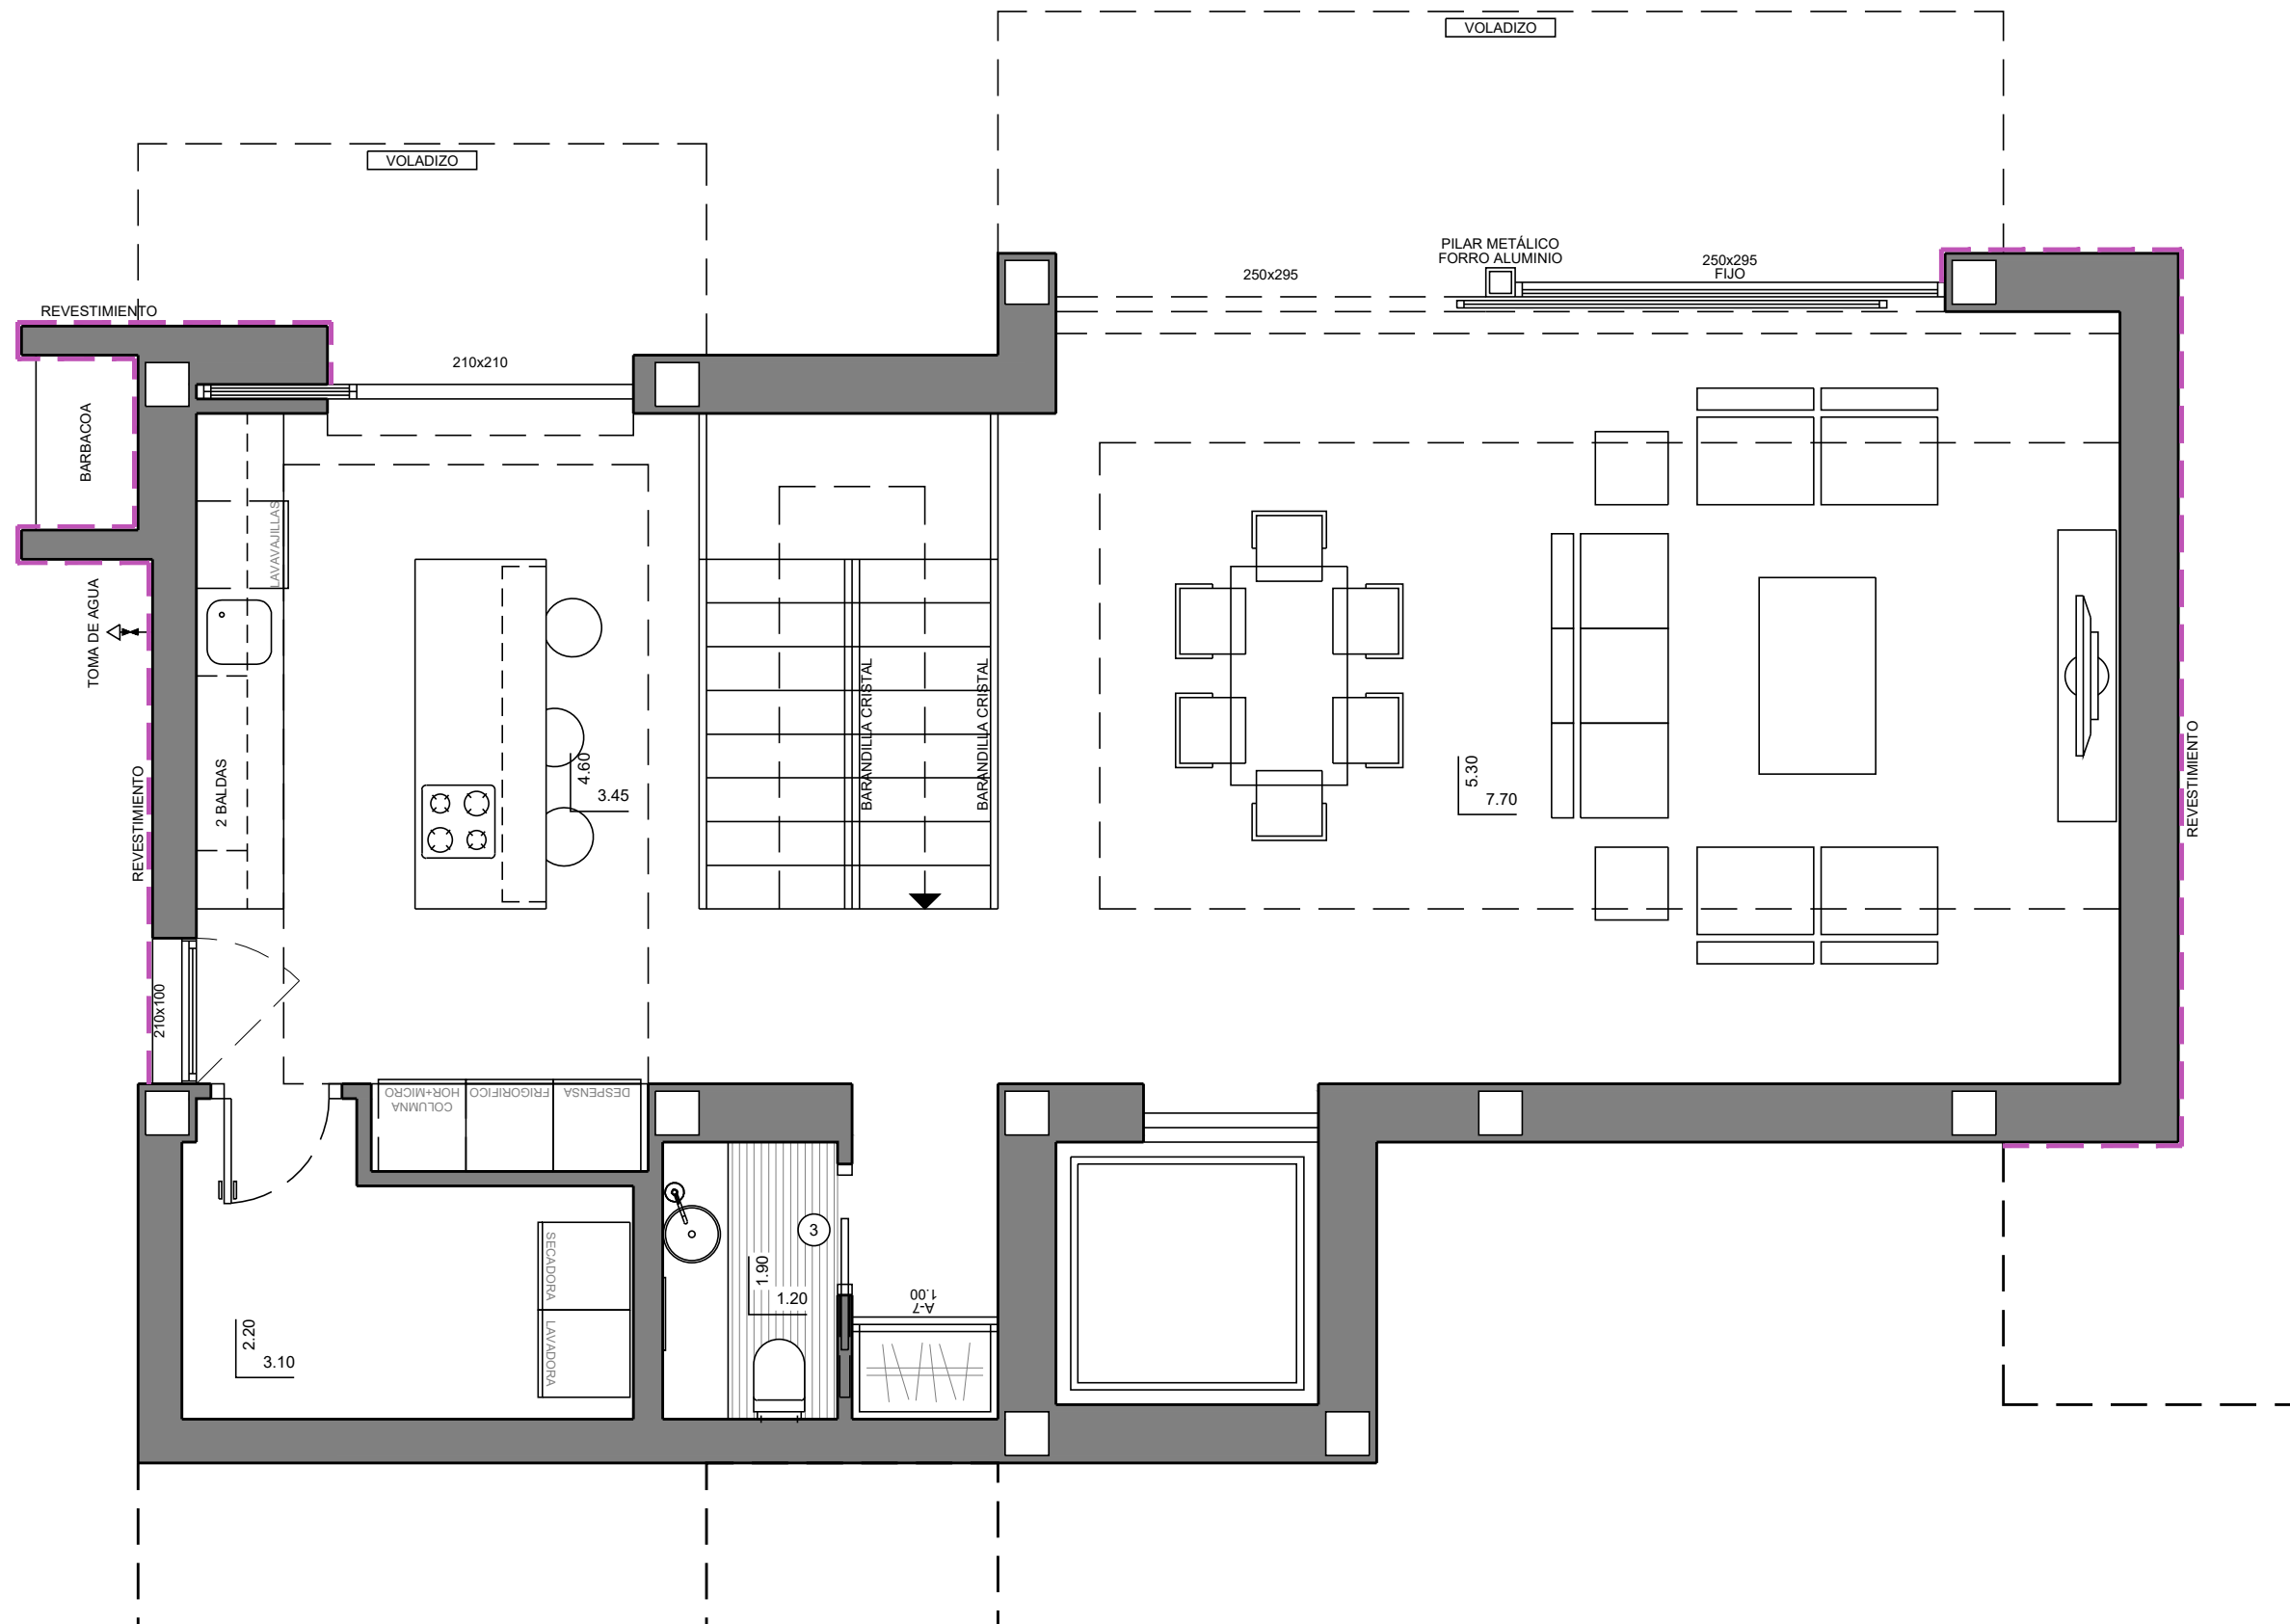 VOLADIZO
VOLADIZO
PILAR METÁLICO
FORRO ALUMINIO
250x295
250x295
FIJO
REVESTIMIENTO
210x210
BARBACOA
LAVAVAJILLAS
TOMA DE AGUA
REVESTIMIENTO
2 BALDAS
4.60
3.45
BARANDILLA CRISTAL
BARANDILLA CRISTAL
5.30
7.70
REVESTIMIENTO
210x100
COLUMNA
HOR+MICRO
FRIGORIFICO
DESPENSA
SECADORA
LAVADORA
3
1.90
1.20
A-7
1.00
2.20
3.10